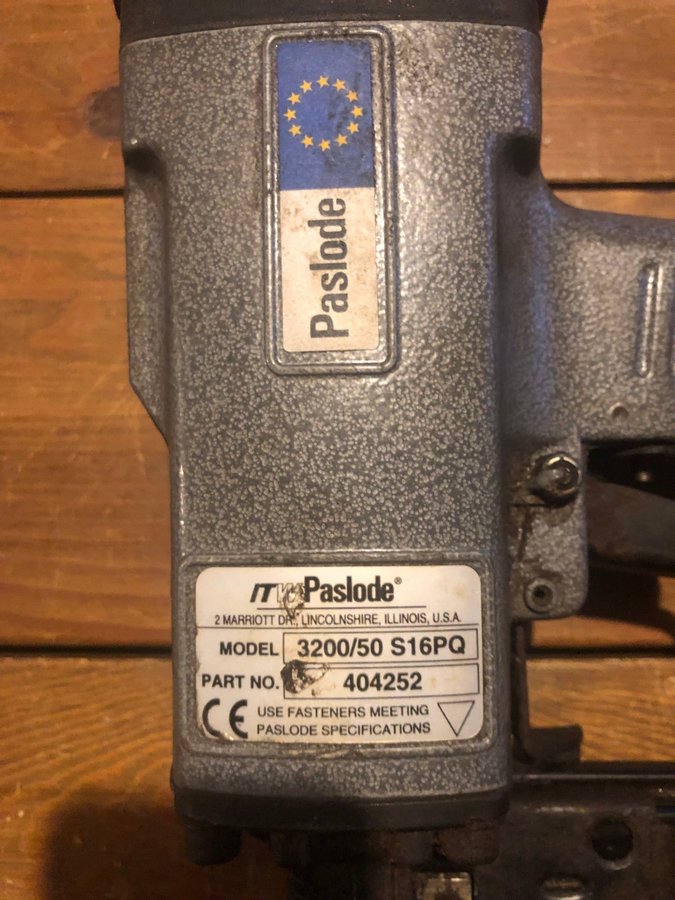 Paslode
ITW Paslode®
2 MARRIOTT DR., LINCOLNSHIRE, ILLINOIS, U.S.A.
MODEL 3200/50 S16PQ
PART NO. 404252
CE USE FASTENERS MEETING
PASLODE SPECIFICATIONS